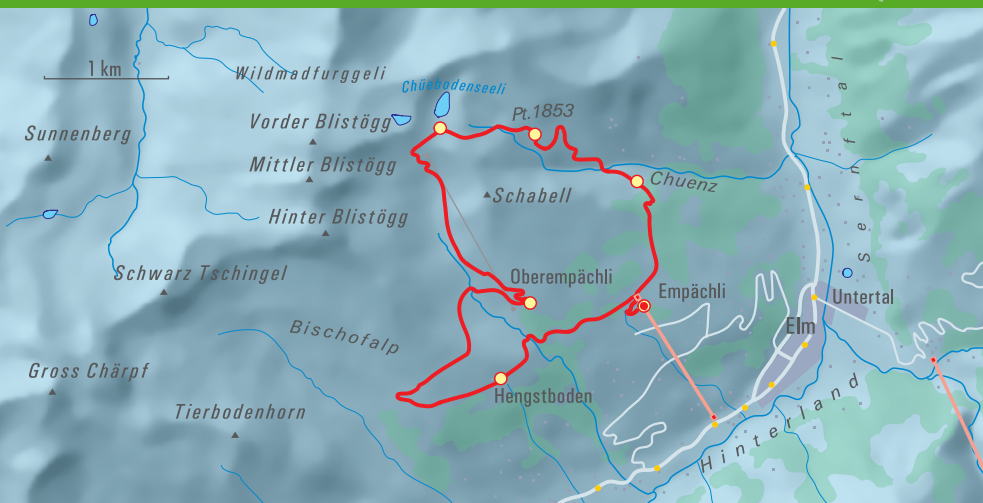 1 km
Wildmadfurggeli
Chüebodenseeli
Sunnenberg
Vorder Blistögg
Pt.1853
Mittler Blistögg
Chuenz
Schabell
Hinter Blistögg
Sernftal
Schwarz Tschingel
Oberempächli
Empächli
Untertal
Elm
Bischofalp
Gross Chärpf
Hengstboden
Tierbodenhorn
Hinterland